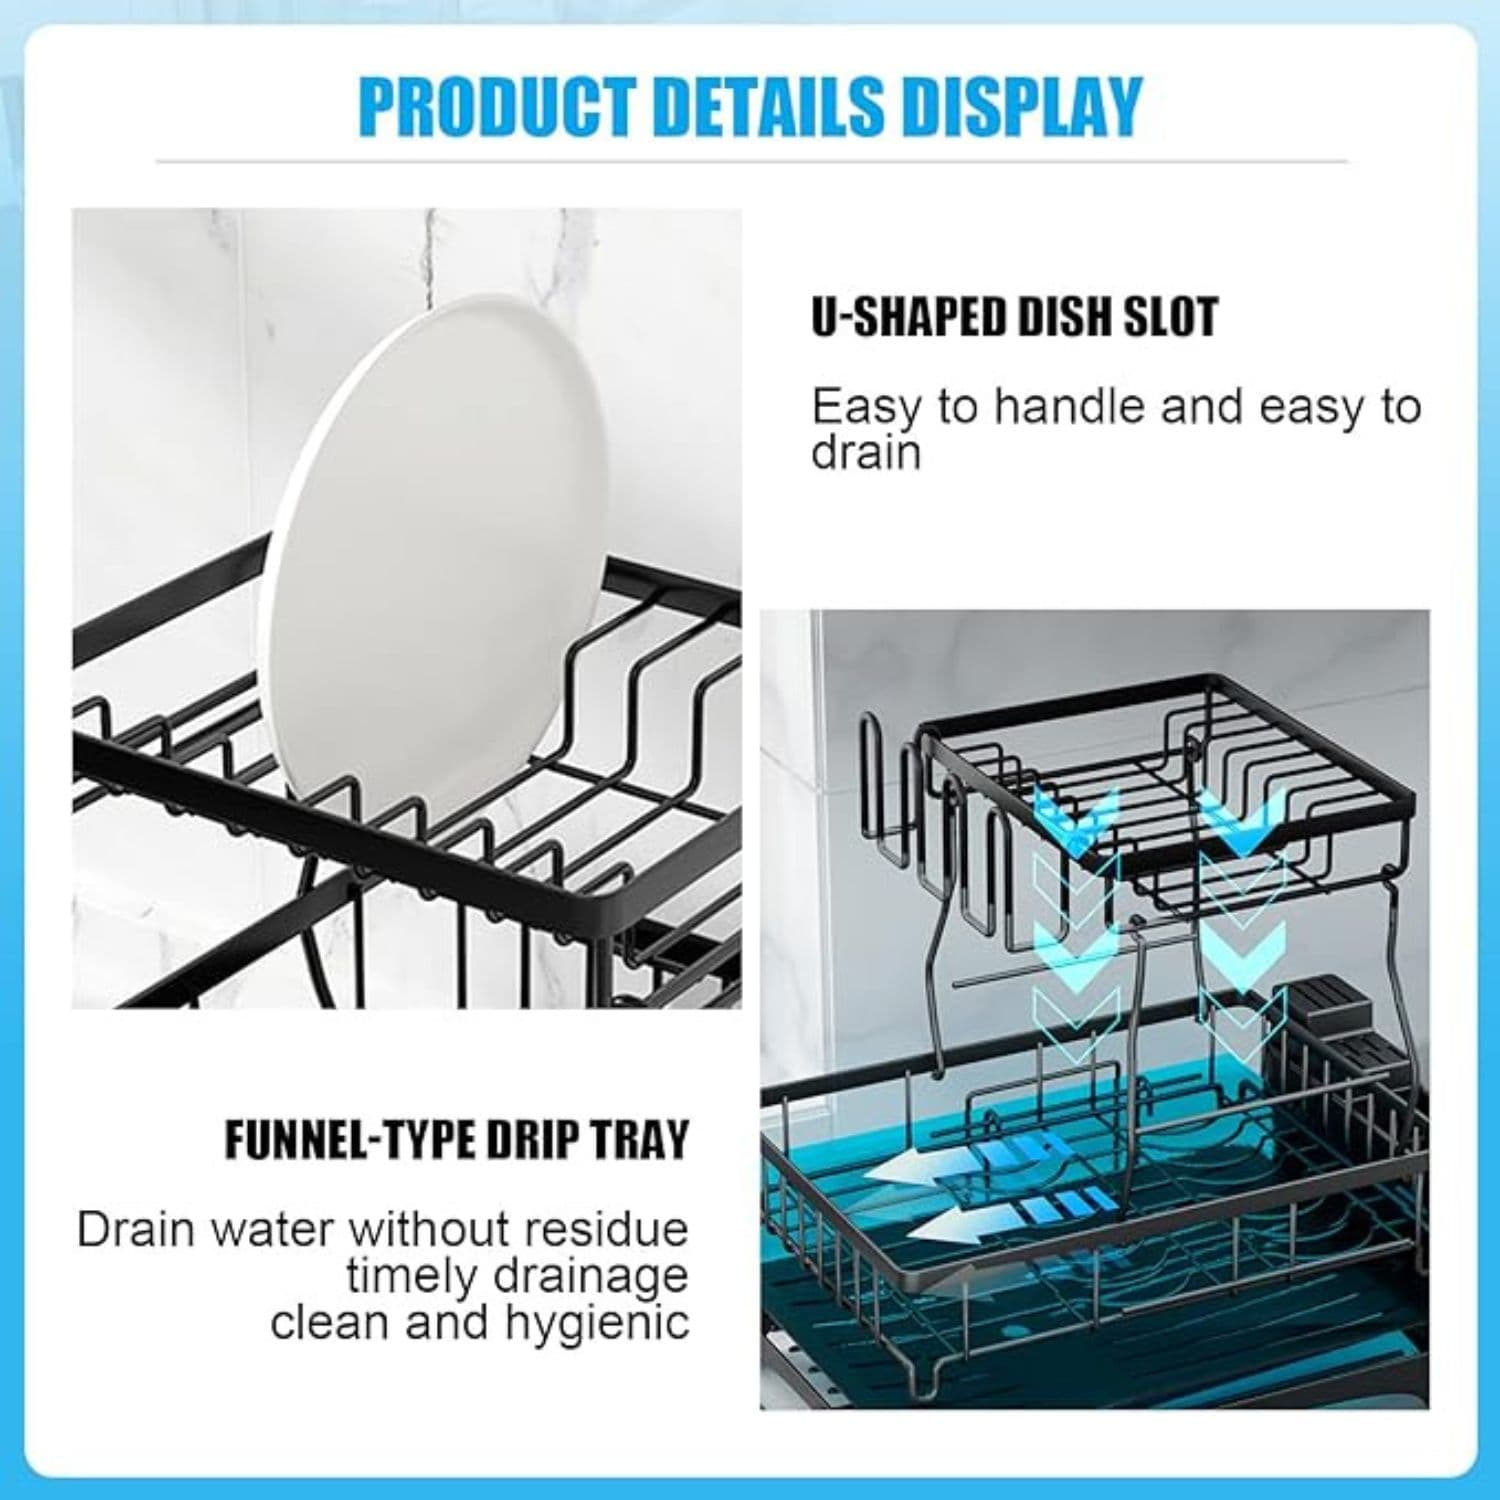 PRODUCT DETAILS DISPLAY
U-SHAPED DISH SLOT
Easy to handle and easy to
drain
FUNNEL-TYPE DRIP TRAY
Drain water without residue
timely drainage
clean and hygienic